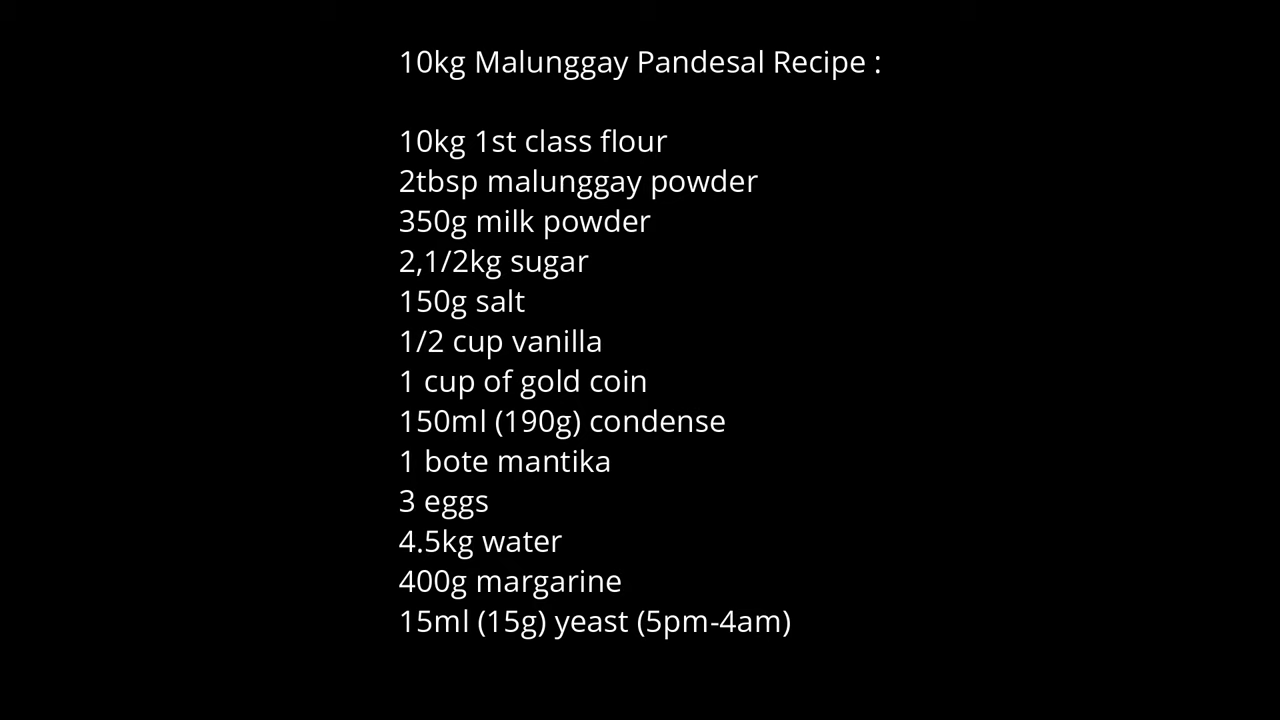 10kg Malunggay Pandesal Recipe :
10kg 1st class flour
2tbsp malunggay powder
350g milk powder
2,1/2kg sugar
150g salt
1/2 cup vanilla
1 cup of gold coin
150ml (190g) condense
1 bote mantika
3 eggs
4.5kg water
400g margarine
15ml (15g) yeast (5pm-4am)